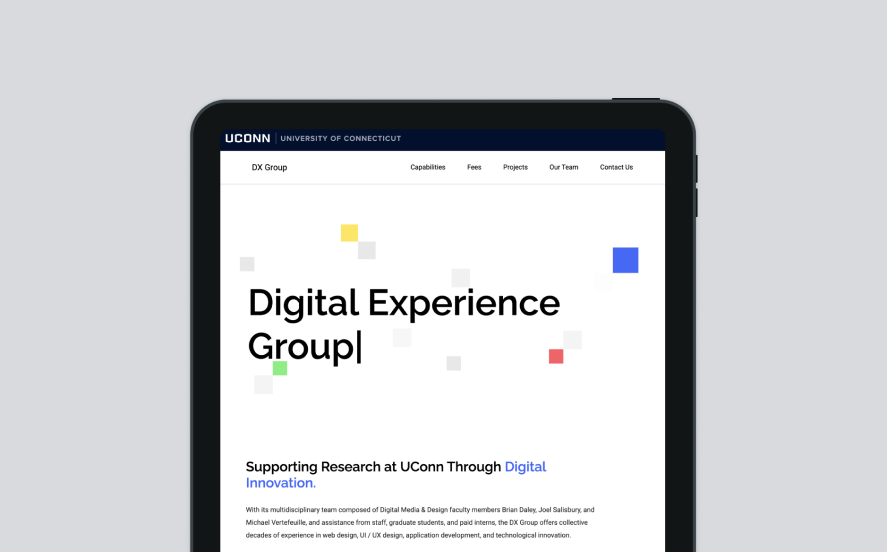 UCONN UNIVERSITY OF CONNECTICUT
DX Group Capabilities Fees Projects Our Team Contact Us
Digital Experience
Group|
Supporting Research at UConn Through Digital
Innovation.
With its multidisciplinary team composed of Digital Media & Design faculty members Brian Daley, Joel Salisbury, and
Michael Vertefeuille, and assistance from staff, graduate students, and paid interns, the DX Group offers collective
decades of experience in web design, UI / UX design, application development, and technological innovation.